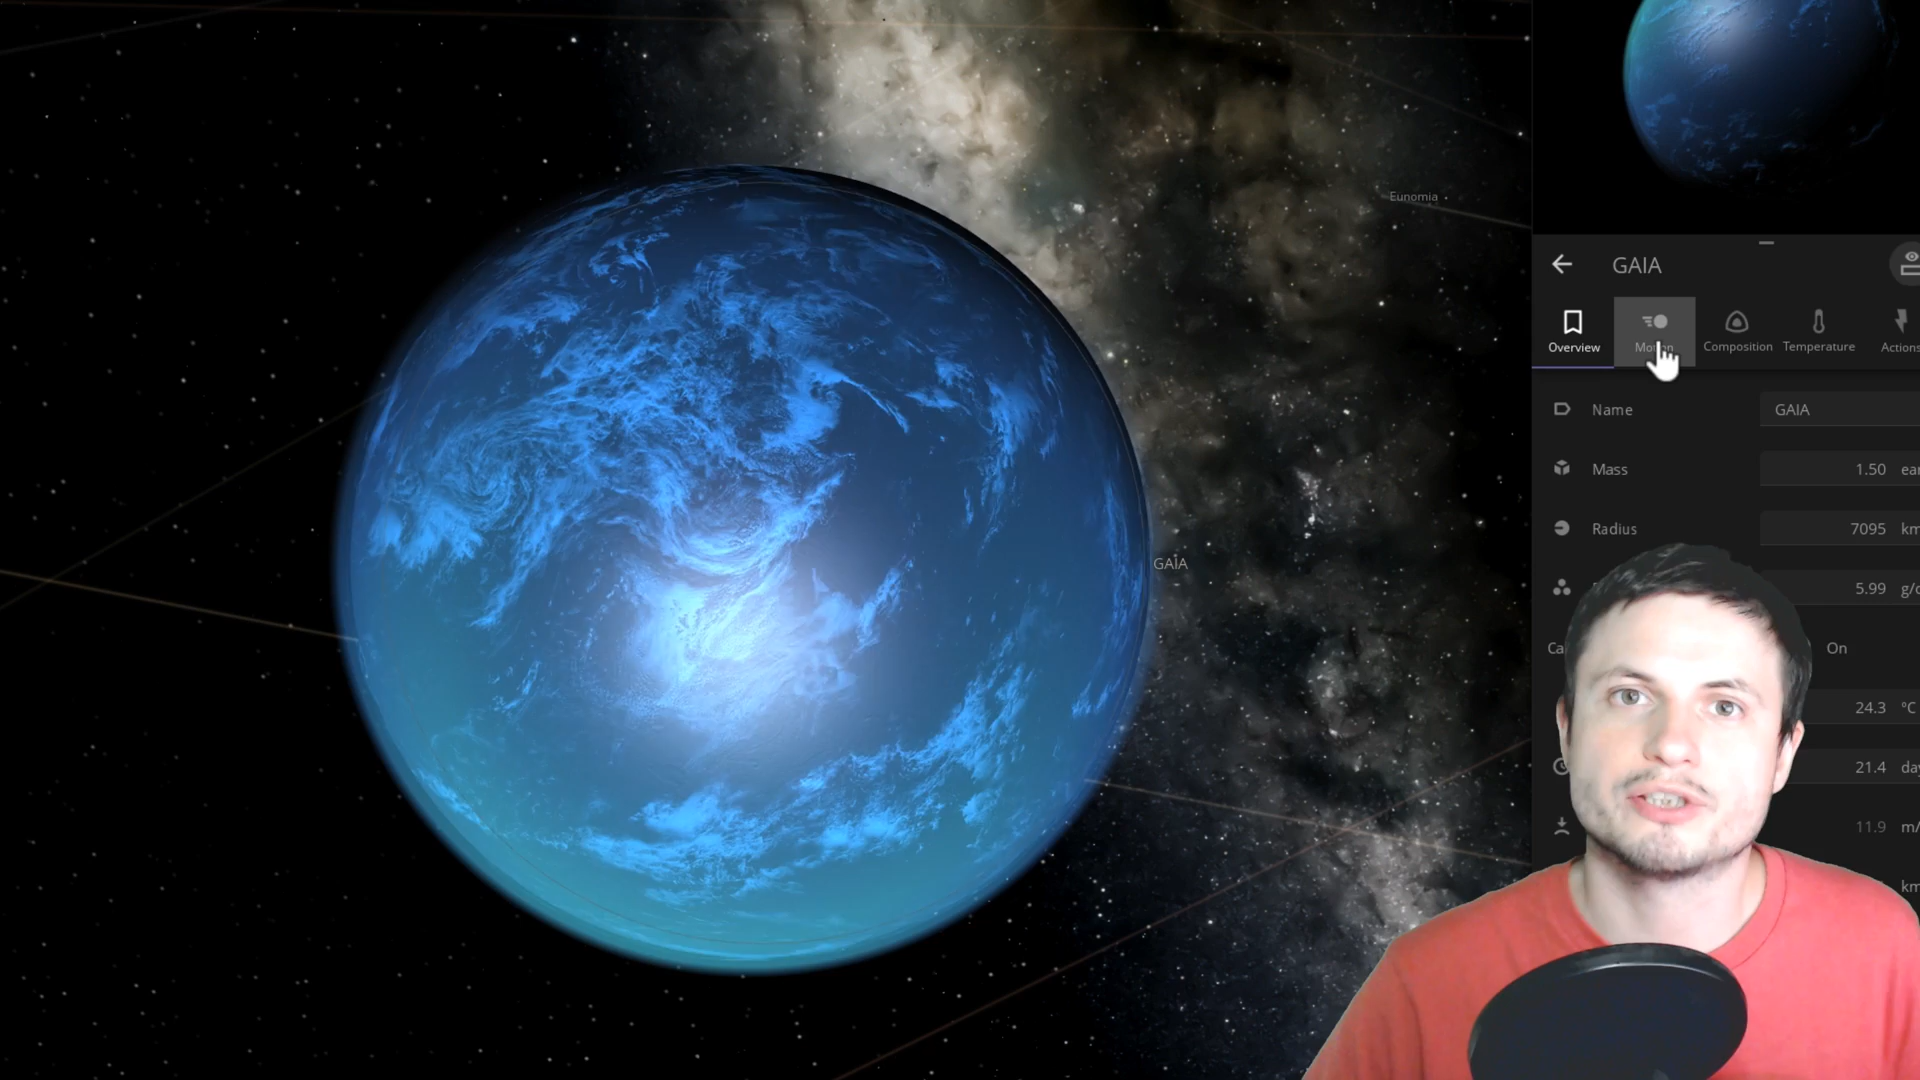 Eunomia
GAIA
GAIA
Overview
Composition
Temperature
Actions
Name
GAIA
Mass
1.50
Radius
7095 km
5.99
On
24.3 °C
21.4
11.9
km